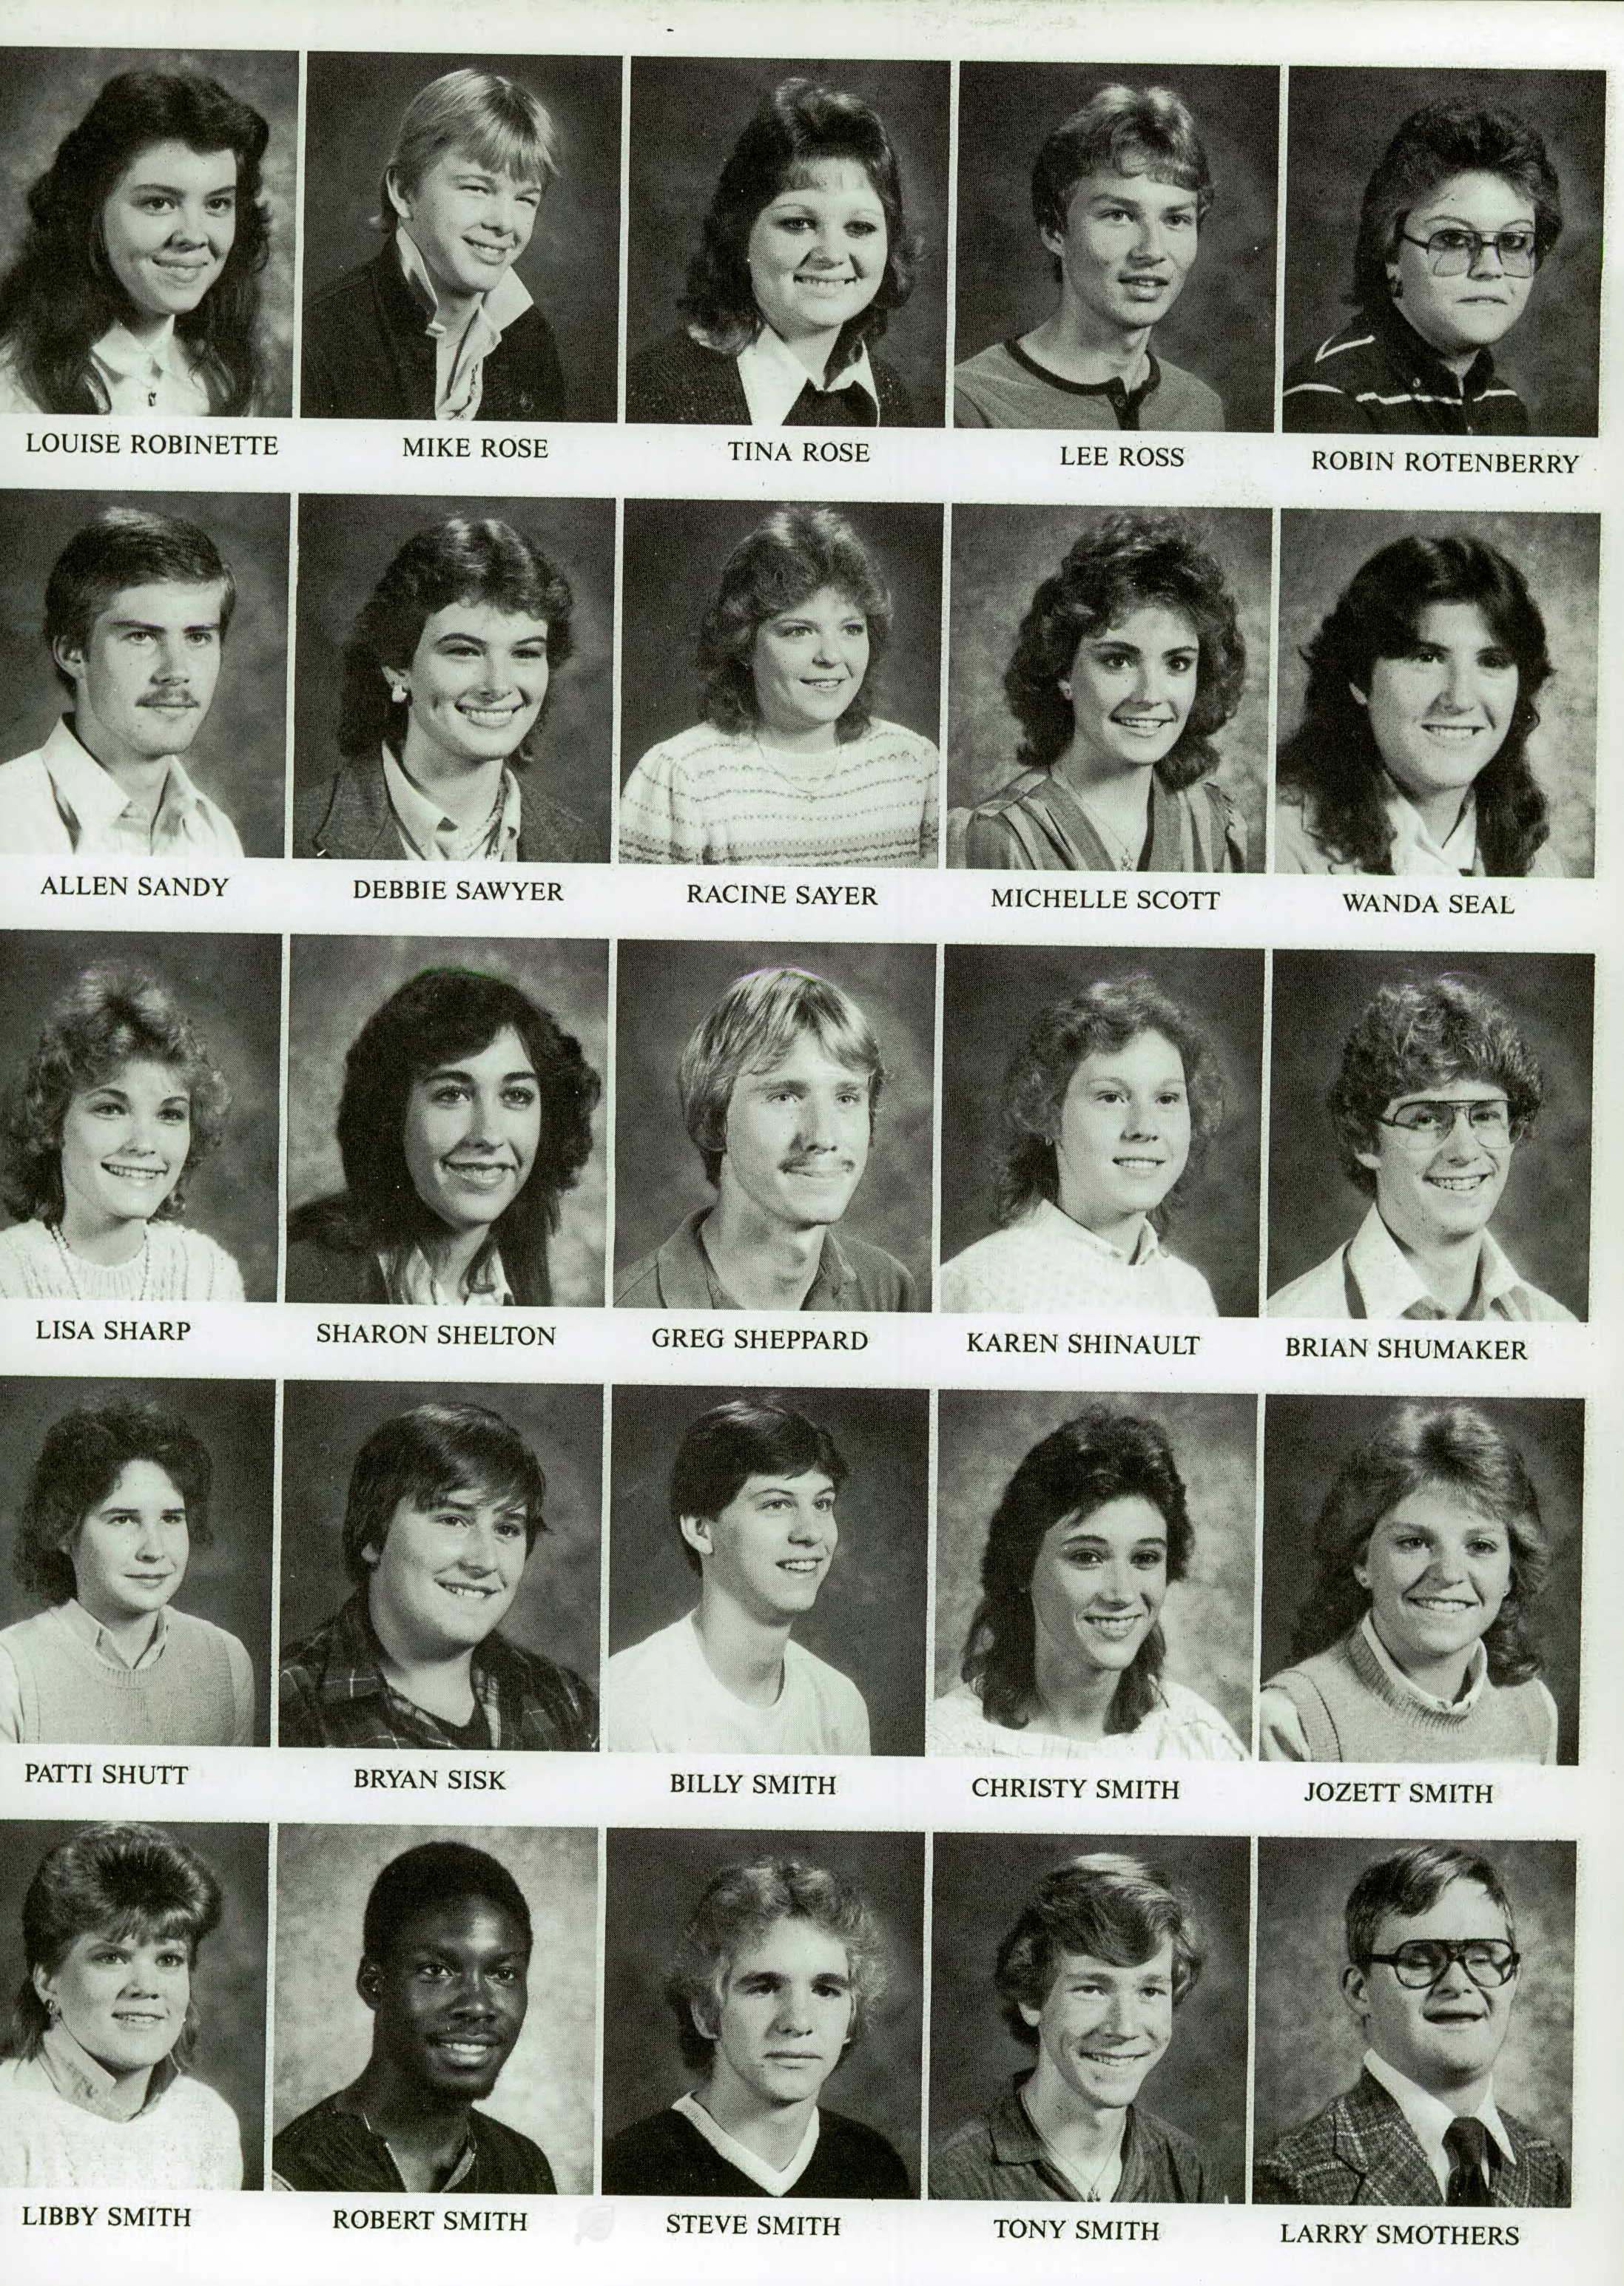 LOUISE ROBINETTE MIKE ROSE TINA ROSE LEE ROSS ROBIN ROTENBERRY
ALLEN SANDY DEBBIE SAWYER RACINE SAYER MICHELLE SCOTT WANDA SEAL
LISA SHARP SHARON SHELTON GREG SHEPPARD KAREN SHINAULT BRIAN SHUMAKER
PATTI SHUTT BRYAN SISK BILLY SMITH CHRISTY SMITH JOZETT SMITH
LIBBY SMITH ROBERT SMITH STEVE SMITH TONY SMITH LARRY SMOTHERS